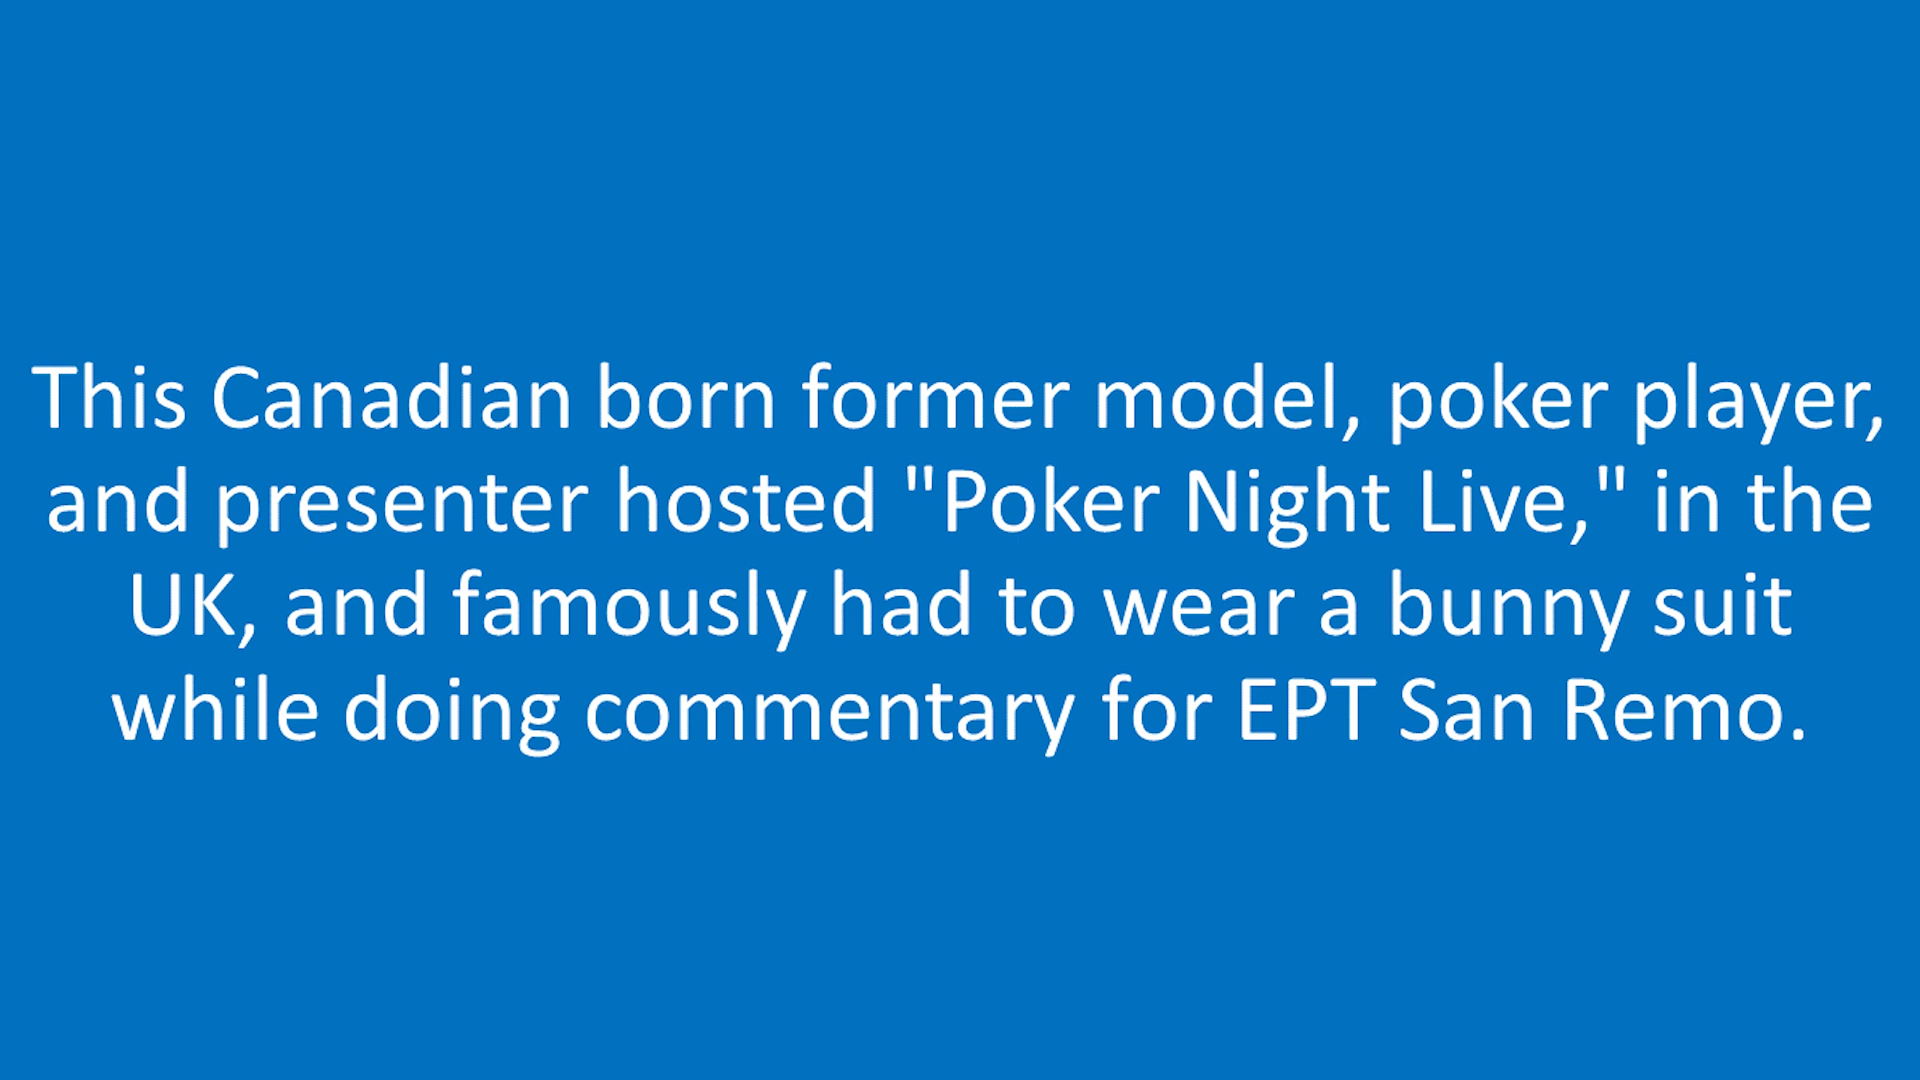 This Canadian born former model, poker player,
and presenter hosted "Poker Night Live," in the
UK, and famously had to wear a bunny suit
while doing commentary for EPT San Remo.